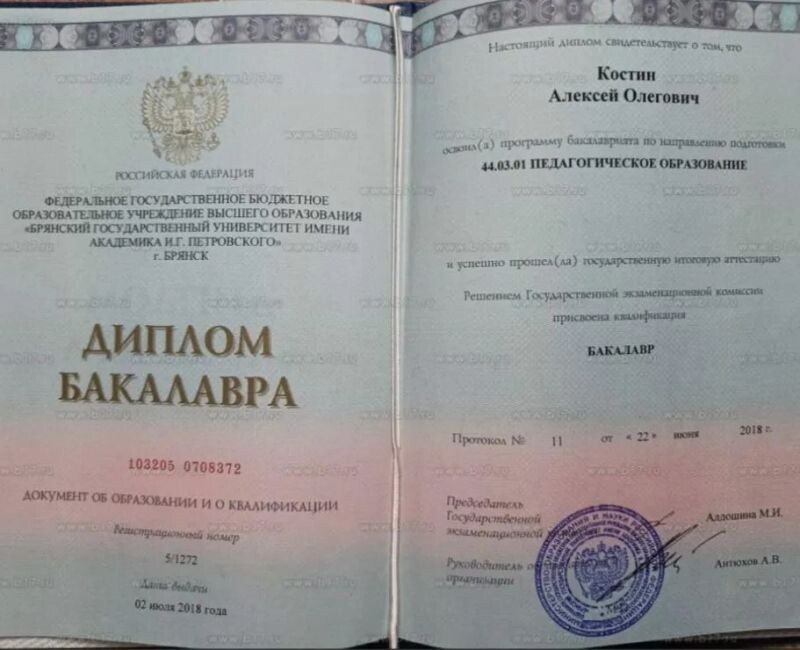 РОССИЙСКАЯ ФЕДЕРАЦИЯ
ФЕДЕРАЛЬНОЕ ГОСУДАРСТВЕННОЕ БЮДЖЕТНОЕ
ОБРАЗОВАТЕЛЬНОЕ УЧРЕЖДЕНИЕ ВЫСШЕГО ОБРАЗОВАНИЯ
«БРЯНСКИЙ ГОСУДАРСТВЕННЫЙ УНИВЕРСИТЕТ ИМЕНИ
АКАДЕМИКА И.Г. ПЕТРОВСКОГО»
г. БРЯНСК
ДИПЛОМ
БАКАЛАВРА
103205 0708372
ДОКУМЕНТ ОБ ОБРАЗОВАНИИ И О КВАЛИФИКАЦИИ
Регистрационный номер
5/1272
Дата выдачи
02 июля 2018 года
Настоящий диплом свидетельствует о том, что
Костин
Алексей Олегович
освоил(а) программу бакалавриата по направлению подготовки
44.03.01 ПЕДАГОГИЧЕСКОЕ ОБРАЗОВАНИЕ
и успешно прошел(ла) государственную итоговую аттестацию
Решением Государственной экзаменационной комиссии
присвоена квалификация
БАКАЛАВР
Протокол № 11 от « 22 » июня 2018 г.
Председатель
Государственной
экзаменационной
Алдошина М.И.
Руководитель
организации
Антюхов А.В.
www.b17.ru